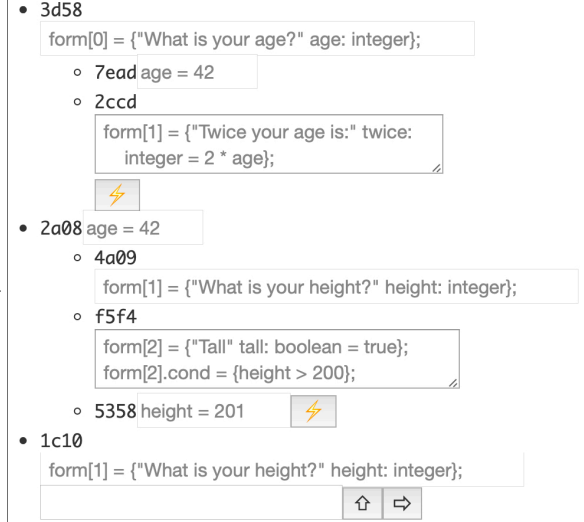 3d58
form[0] = {"What is your age?" age: integer};
7ead age = 42
2ccd
form[1] = {"Twice your age is:" twice:
integer = 2 * age};
2a08 age = 42
4a09
form[1] = {"What is your height?" height: integer};
f5f4
form[2] = {"Tall" tall: boolean = true};
form[2].cond = {height > 200};
5358 height = 201
1c10
form[1] = {"What is your height?" height: integer};